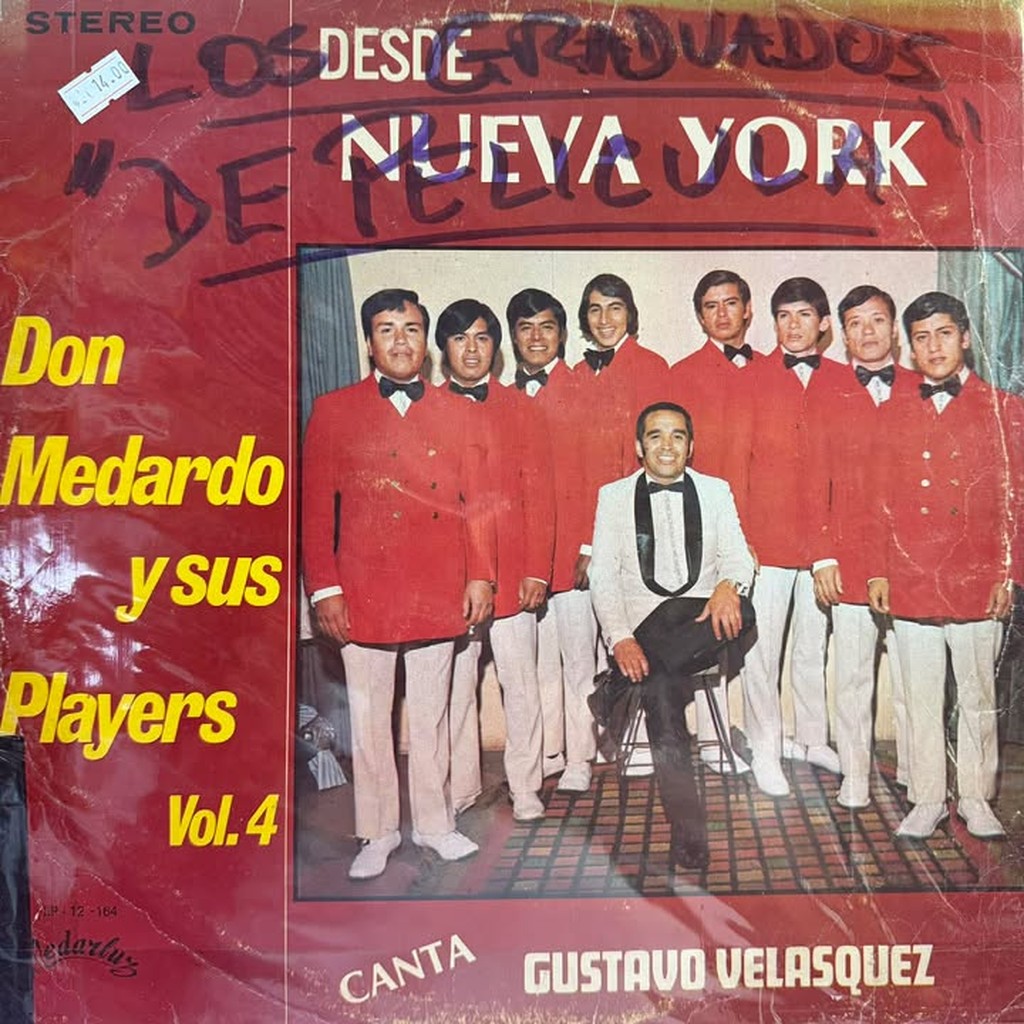 STEREO
LOS GRADUADOS
DESDE
14.00
NUEVA YORK
"DE PELICULA"
Don
Medardo
y sus
Players
Vol. 4
LP-12-164
CANTA GUSTAVO VELASQUEZ